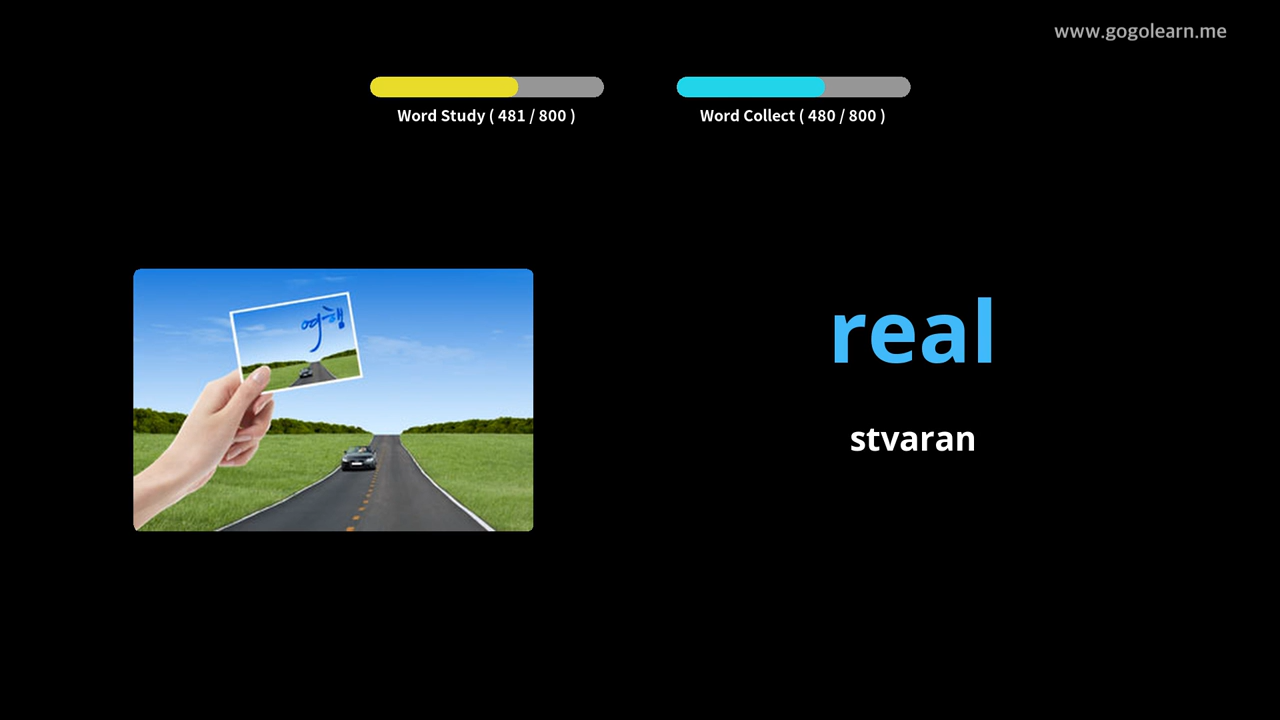 www.gogolearn.me
Word Study ( 481 / 800 )
Word Collect ( 480 / 800 )
여행
real
stvaran